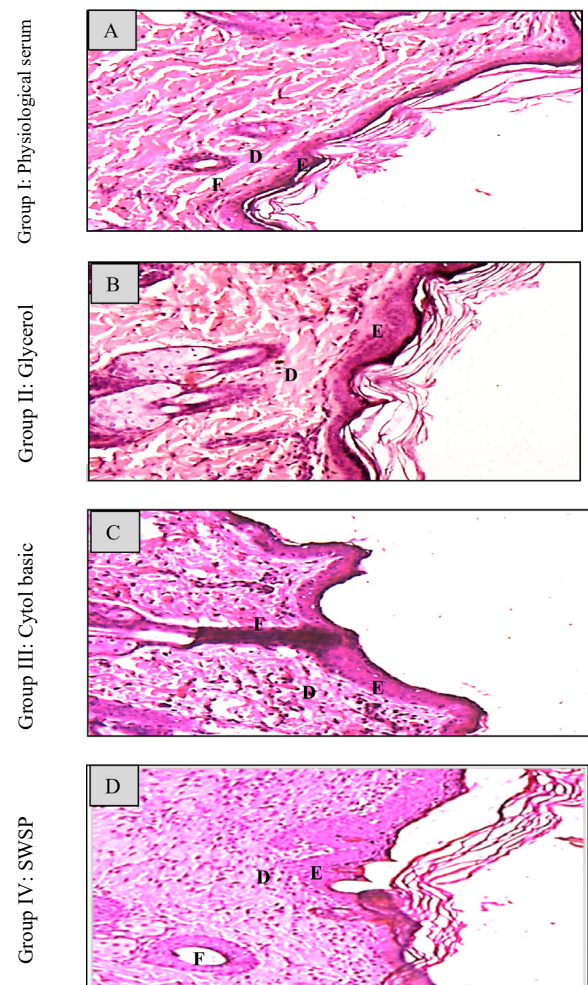 Group I: Physiological serum
A
D
E
F
Group II: Glycerol
B
E
D
Group III: Cytol basic
C
F
D
E
Group IV: SWSP
D
D
E
F